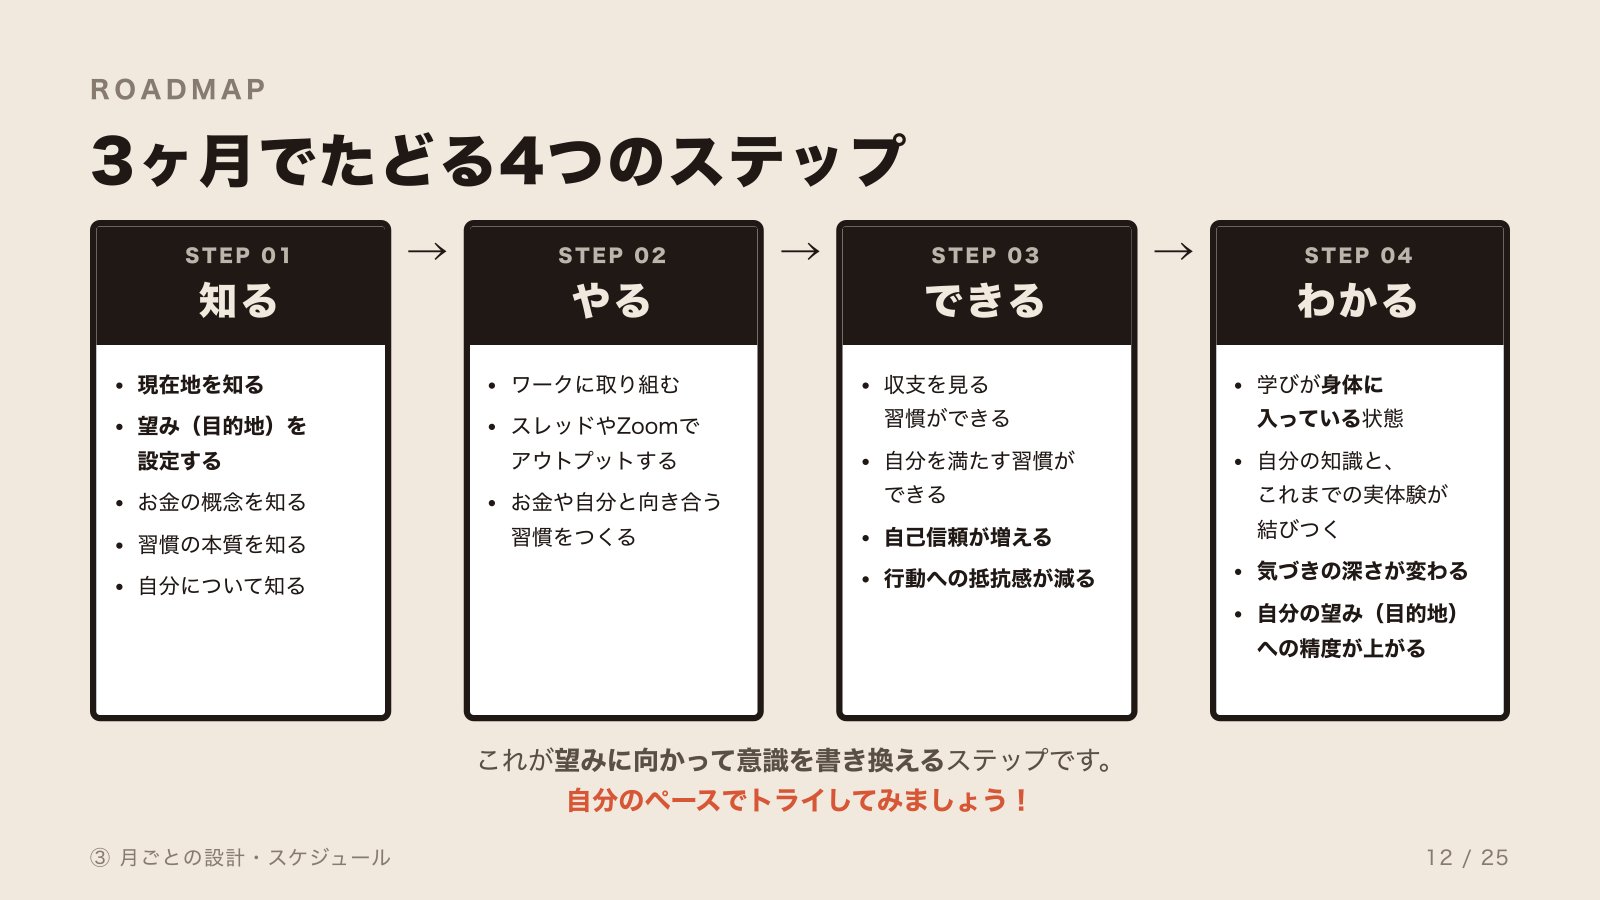 ROADMAP
3ヶ月でたどる4つのステップ
STEP 01
知る
• 現在地を知る
• 望み（目的地）を
設定する
• お金の概念を知る
• 習慣の本質を知る
• 自分について知る
→
STEP 02
やる
• ワークに取り組む
• スレッドやZoomで
アウトプットする
• お金や自分と向き合う
習慣をつくる
→
STEP 03
できる
• 収支を見る
習慣ができる
• 自分を満たす習慣が
できる
• 自己信頼が増える
• 行動への抵抗感が減る
→
STEP 04
わかる
• 学びが身体に
入っている状態
• 自分の知識と、
これまでの実体験が
結びつく
• 気づきの深さが変わる
• 自分の望み（目的地）
への精度が上がる
これが望みに向かって意識を書き換えるステップです。
自分のペースでトライしてみましょう！
③ 月ごとの設計・スケジュール
12 / 25